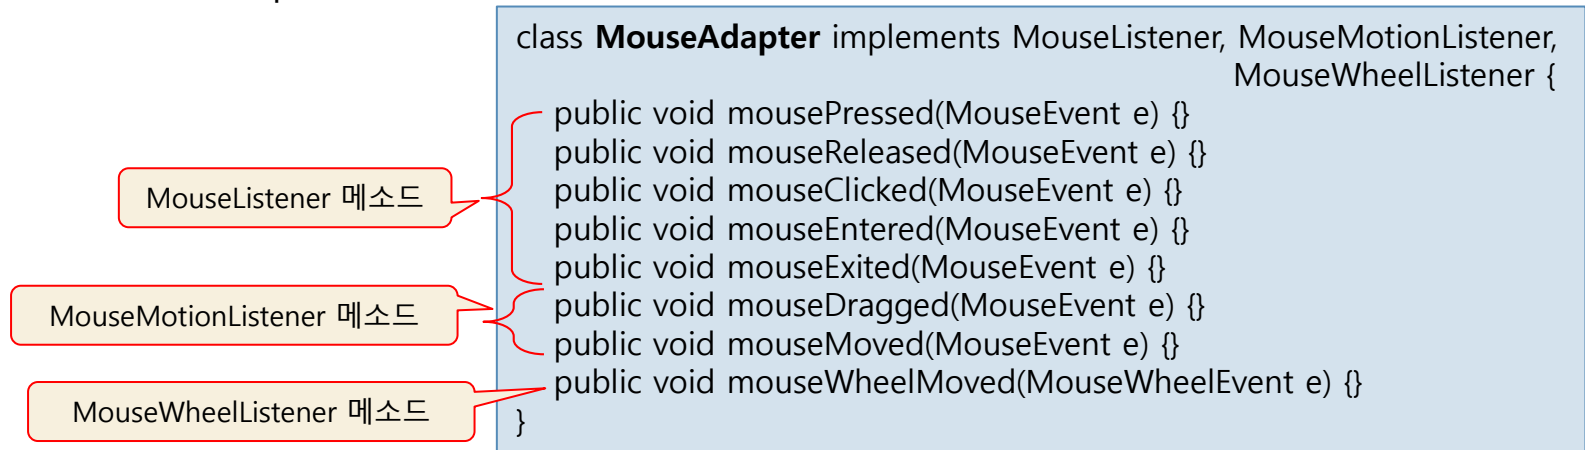 class MouseAdapter implements MouseListener, MouseMotionListener,
MouseWheelListener {
public void mousePressed(MouseEvent e) {}
public void mouseReleased(MouseEvent e) {}
public void mouseClicked(MouseEvent e) {}
public void mouseEntered(MouseEvent e) {}
public void mouseExited(MouseEvent e) {}
public void mouseDragged(MouseEvent e) {}
public void mouseMoved(MouseEvent e) {}
public void mouseWheelMoved(MouseWheelEvent e) {}
}
MouseListener 메소드
MouseMotionListener 메소드
MouseWheelListener 메소드